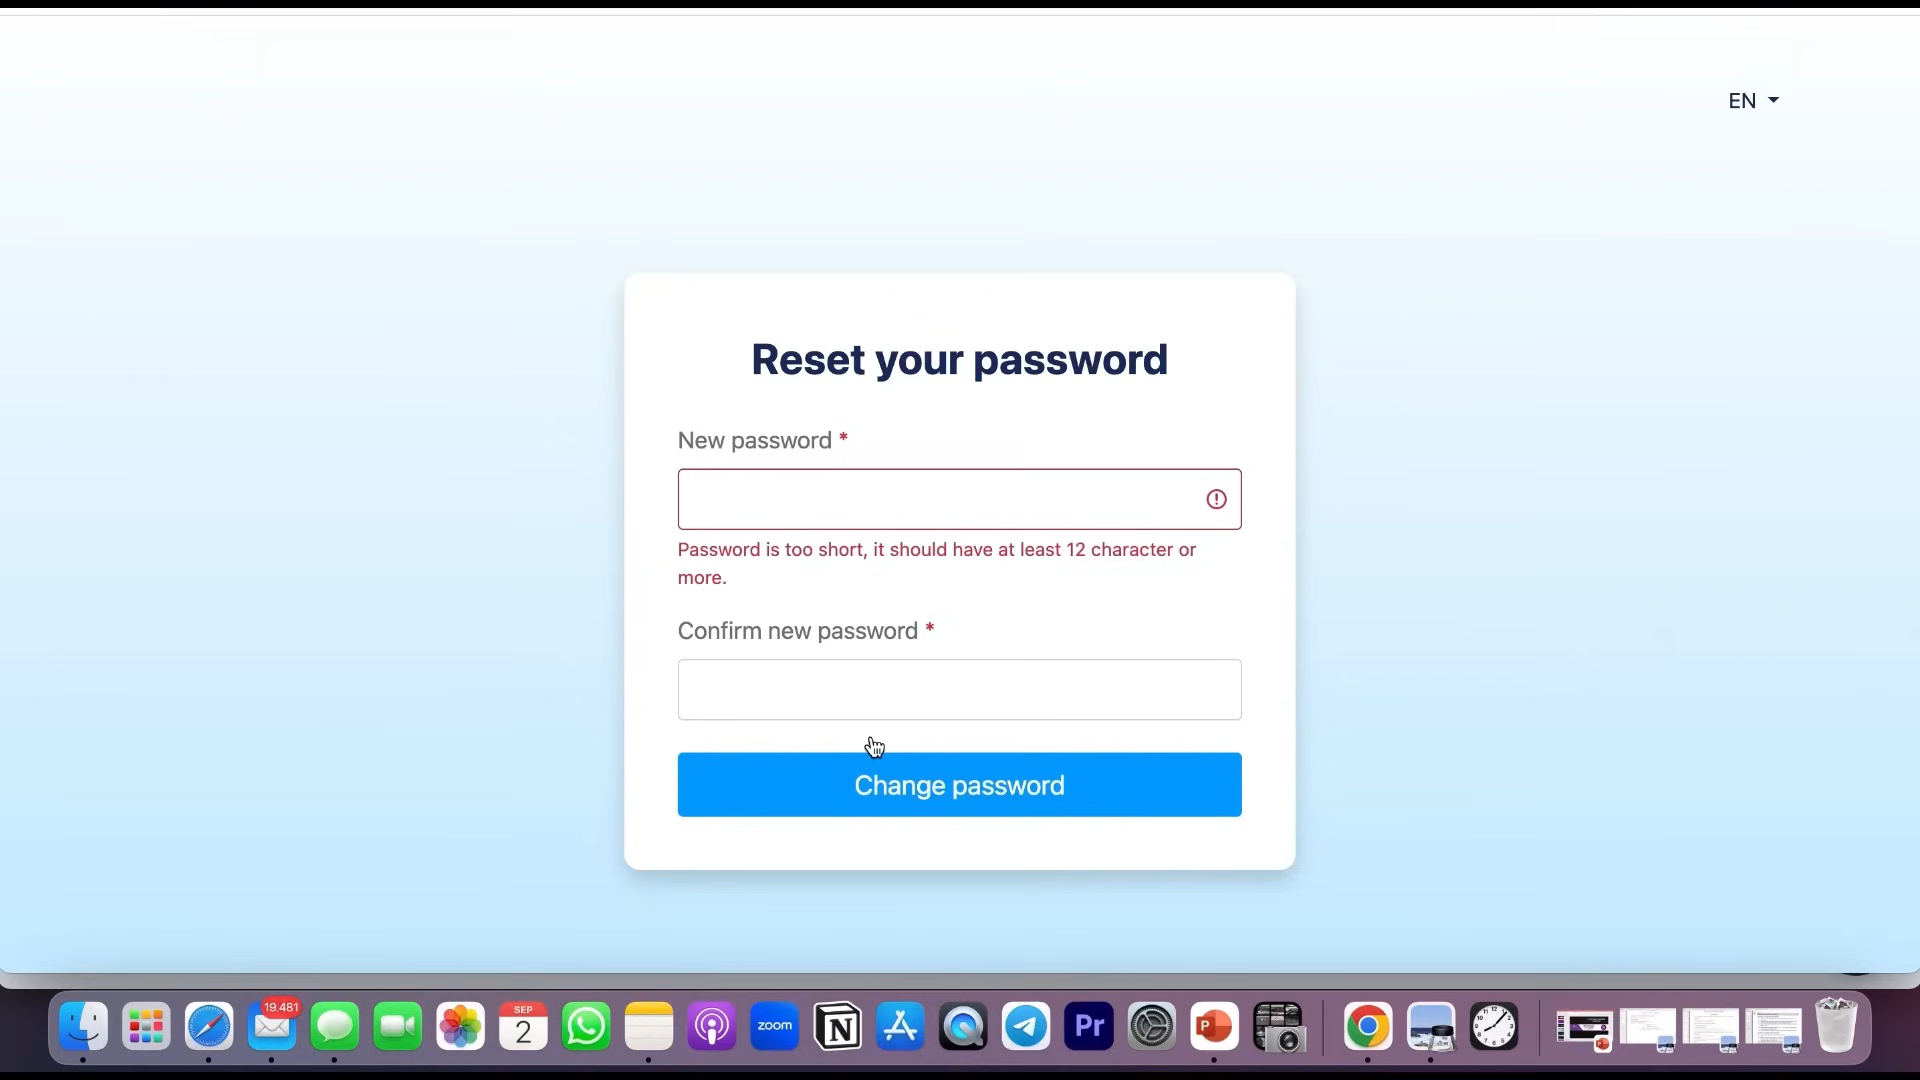 EN
Reset your password
New password *
Password is too short, it should have at least 12 character or
more.
Confirm new password *
Change password
19.481
SEP
2
zoom
N
Pr
P